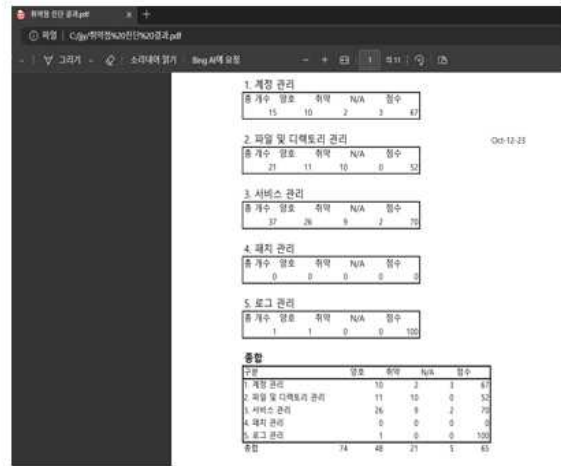 취약점 진단 결과.pdf
파일 C:/jjy/취약점%20진단%20결과.pdf
그리기 소리내어 읽기 Bing AI에 요청 1 의 11
1. 계정 관리
총 개수 양호 취약 N/A 점수
15 10 2 3 67
2. 파일 및 디렉토리 관리
Oct-12-23
총 개수 양호 취약 N/A 점수
21 11 10 0 52
3. 서비스 관리
총 개수 양호 취약 N/A 점수
37 26 9 2 70
4. 패치 관리
총 개수 양호 취약 N/A 점수
0 0 0 0 0
5. 로그 관리
총 개수 양호 취약 N/A 점수
1 1 0 0 100
종합
구분 양호 취약 N/A 점수
1. 계정 관리 10 2 3 67
2. 파일 및 디렉토리 관리 11 10 0 52
3. 서비스 관리 26 9 2 70
4. 패치 관리 0 0 0 0
5. 로그 관리 1 0 0 100
종합 74 48 21 5 65